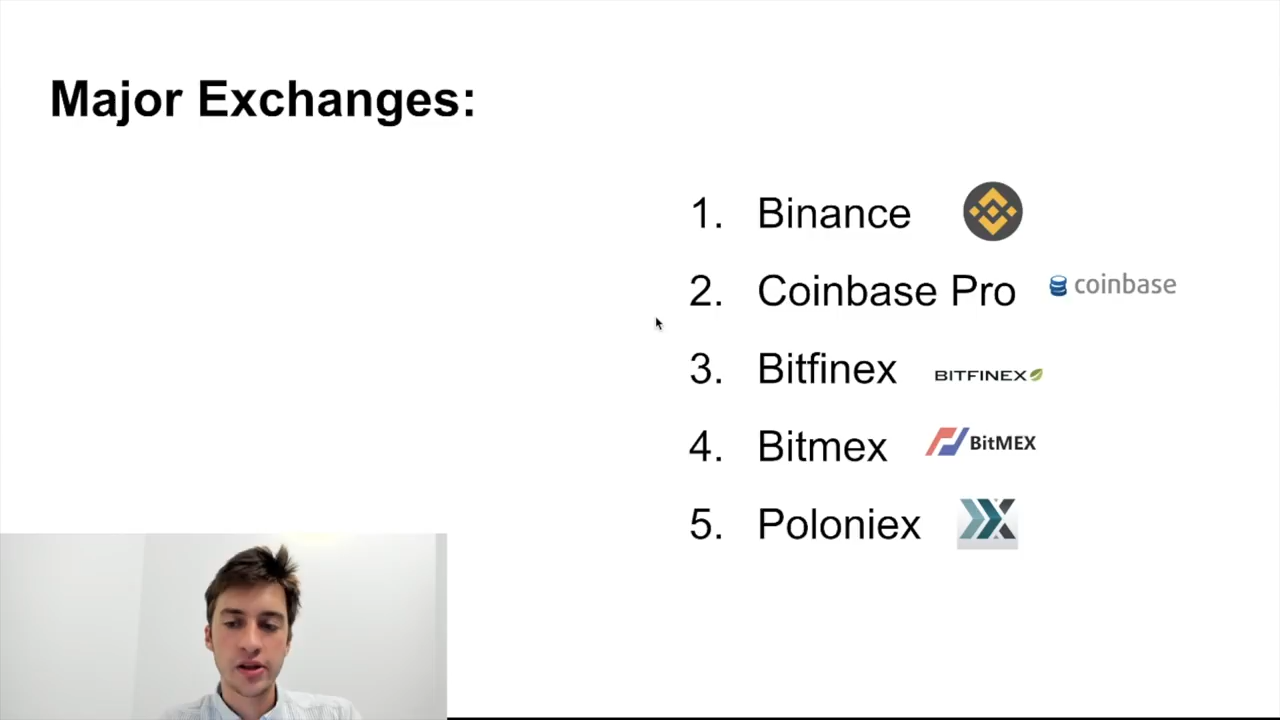 Major Exchanges:
1. Binance
2. Coinbase Pro coinbase
3. Bitfinex BITFINEX
4. Bitmex BitMEX
5. Poloniex